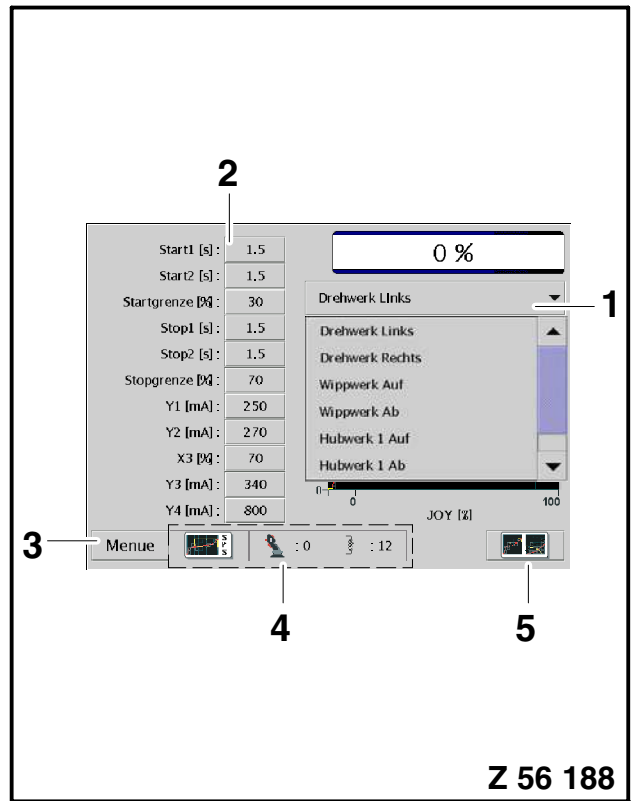 2
Start1 [s] : 1.5
Start2 [s] : 1.5
Startgrenze [%] : 30
Stop1 [s] : 1.5
Stop2 [s] : 1.5
Stopgrenze [%] : 70
Y1 [mA] : 250
Y2 [mA] : 270
X3 [%] : 70
Y3 [mA] : 340
Y4 [mA] : 800
0 %
Drehwerk Links
1
Drehwerk Links
Drehwerk Rechts
Wippwerk Auf
Wippwerk Ab
Hubwerk 1 Auf
Hubwerk 1 Ab
0
0 100
JOY [%]
3
Menue
SPS
: 0
: 12
4
5
Z 56 188